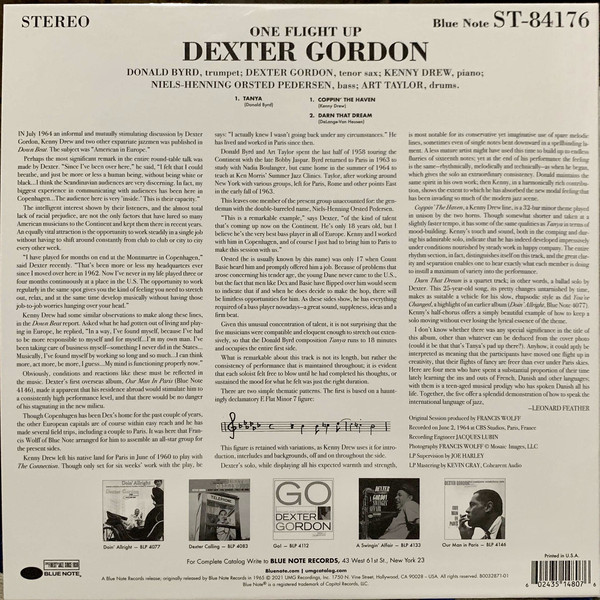 STEREO
ONE FLIGHT UP
Blue Note ST-84176
DEXTER GORDON
DONALD BYRD, trumpet; DEXTER GORDON, tenor sax; KENNY DREW, piano;
NIELS-HENNING ORSTED PEDERSEN, bass; ART TAYLOR, drums.
1. TANYA
(Donald Byrd)
1. COPPIN' THE HAVEN
(Kenny Drew)
2. DARN THAT DREAM
(DeLange-Van Heusen)
IN July 1964 an informal and mutually stimulating discussion by Dexter
Gordon, Kenny Drew and two other expatriate jazzmen was published in
Down Beat. The subject was "American in Europe."
Perhaps the most significant remark in the entire round-table talk was
made by Dexter. "Since I've been over here," he said, "I felt that I could
breathe, and just be more or less a human being, without being white or
black...I think the Scandinavian audiences are very discerning. In fact, my
biggest experience in communicating with audiences has been here in
Copenhagen...The audience here is very 'inside.' This is their capacity."
The intelligent interest shown by their listeners, and the almost total
lack of racial prejudice, are not the only factors that have lured so many
American musicians to the Continent and kept them there in recent years.
An equally vital attraction is the opportunity to work steadily in a single job
without having to shuft around constantly from club to club or city to
city every other week.
"I have played for months on end at the Montmartre in Copenhagen,"
said Dexter recently. "That's been more or less my headquarters ever
since I moved over here in 1962. Now I've never in my life played three or
four months continuously at a place in the U.S. The opportunity to work
regularly in the same spot gives you the kind of feeling you need to stretch
out, relax, and at the same time develop musically without having those
job-to-job worries hanging over your head."
Kenny Drew had some similar observations to make along these lines, in
the Down Beat report. Asked what he had gotten out of living and play-
ing in Europe, he replied, "In a way, I found myself, because I've had
to be more responsible to myself and for myself....I'm my own man. I've
been taking care of business myself—something I never did in the States.
Musically, I've found myself by working so long and so much....I can think
more, act more, be more, I guess....My mind is functioning properly now."
Obviously, conditions and reactions like these must be reflected in
the music. Dexter's first overseas album, Our Man In Paris (Blue Note
4146), made it apparent that his residence abroad would stimulate him to
a consistently high performance level, and that there would be no danger
of his stagnating in the new milieu.
Though Copenhagen has been Dex's home for the past couple of years,
the other European capitals are of course within easy reach and he has
made several field trips, including a couple to Paris. It was here that Fran-
cis Wolff of Blue Note arranged for him to assemble an all-star group for
the present sides.
Kenny Drew left his native land for Paris in June of 1960 to play with
The Connection. Though only set for six weeks' work with the play, he
says: "I actually knew I wasn't going back under any circumstances." He
has lived and worked in Paris since then.
Donald Byrd and Art Taylor spent the last half of 1958 touring the
Continent with the late Bobby Jaspar. Byrd returned to Paris in 1963 to
study with Nadia Boulanger, but came home in the summer of 1964 to
teach at Ken Morris' Summer Jazz Clinics. Taylor, after working around
New York with various groups, left for Paris, Rome and other points East
in the early fall of 1963.
This leaves one member of the present group unaccounted for: the gen-
tleman with the double-barreled name, Niels-Henning Orsted Pedersen.
"This is a remarkable example," says Dexter, "of the kind of talent
that's coming up now on the Continent. He's only 18 years old, but I
believe he's the very best bass player in all of Europe. Kenny and I worked
with him in Copenhagen, and of course I just had to bring him to Paris to
make this session with us."
Orsted (he is usually known by this name) was only 17 when Count
Basie heard him and promptly offered him a job. Because of problems that
arose concerning his tender age, the young Dane never came to the U.S.,
but the fact that men like Dex and Basie have flipped over him would seem
to indicate that if and when he does decide to make the hop, there will
be limitless opportunities for him. As these sides show, he has everything
required of a bass player nowadays—a great sound, suppleness, ideas and a
firm beat.
Given this unusual concentration of talent, it is not surprising that the
five musicians were compatible and eloquent enough to stretch out exten-
sively, so that the Donald Byrd composition Tanya runs to 18 minutes
and occupies the entire first side.
What is remarkable about this track is not its length, but rather the
consistency of performance that is maintained throughout; it is evident
that each soloist felt free to blow until he had completed his thoughts, or
sustained the mood for what he felt was just the right duration.
There are two simple thematic patterns. The first is based on a haunt-
ingly declamatory E Flat Minor 7 figure:
This figure is retained with variations, as Kenny Drew uses it for intro-
duction, interludes and backgrounds, off and on throughout the side.
Dexter's solo, while displaying all his expected warmth and strength,
is most notable for its conservative yet imaginative use of spare melodic
lines, sometimes even of single notes bent downward in a spellbinding la-
ment. A less mature artist might have used this time to build up to endless
flurries of sixteenth notes; yet at the end of his performance the feeling
is the same—rhythmically, melodically and technically—as when he began,
which gives the solo an extraordinary consistency. Donald maintains the
same spirit in his own work; then Kenny, in a harmonically rich contribu-
tion, shows the extent to which he has absorbed the new modal feeling that
has been invading so much of the modern jazz scene.
Coppin' The Haven, a Kenny Drew line, is a 32-bar minor theme played
in unison by the two horns. Though somewhat shorter and taken at a
slightly faster tempo, it has some of the same qualities as Tanya in terms of
mood-building. Kenny's touch and sound, both in the comping and dur-
ing his admirable solo, indicate that he has indeed developed impressively
under conditions nourished by steady work in happy company. The entire
rhythm section, in fact, distinguishes itself on this track, and the great clar-
ity and separation enables one to hear exactly what each member is doing
to instill a maximum of variety into the performance.
Darn That Dream is a quartet track; in other words, a ballad solo by
Dexter. This 25-year-old song, its pretty changes unturnished by time,
makes as suitable a vehicle for his slow, rhapsodic style as did You've
Changed, a highlight of an earlier album (Doin' Allright, Blue Note 4077).
Kenny's half-chorus offers a simply beautiful example of how to keep a
solo moving without ever losing the lyrical essence of the theme.
I don't know whether there was any special significance in the title of
this album, other than whatever can be deduced from the cover photo
(could it be that that's Tanya's pad up there?). Anyhow, it could aptly be
interpreted as meaning that the participants have moved one flight up in
creativity, that their flights of fancy are freer than ever under Paris skies.
Here are four men who have spent a substantial proportion of their time
lately learning the ins and outs of French, Danish and other languages;
with them is a teen-aged musical prodigy who has spoken Danish all his
life. Together, the five offer a splendid demonstration of how to speak the
international language of jazz.
—LEONARD FEATHER
Original Session produced by FRANCIS WOLFF
Recorded on June 2, 1964 at CBS Studios, Paris, France
Recording Engineer JACQUES LUBIN
Photography FRANCIS WOLFF © Mosaic Images, LLC
LP Supervision by JOE HARLEY
LP Mastering by KEVIN GRAY, Cohearent Audio
Doin' Allright – BLP 4077
Dexter Calling – BLP 4083
GO
DEXTER
GORDON
Go! – BLP 4112
A Swingin' Affair – BLP 4133
Our Man in Paris – BLP 4146
For Complete Catalog Write to BLUE NOTE RECORDS, 43 West 61st St., New York 23
Bluenote.com | umgcatalog.com
A Blue Note Records release, originally released by Blue Note Records in 1965 © 2021 UMG Recordings, Inc. 1750 N. Vine Street, Hollywood, CA 90028 – USA. All rights reserved. B0032871-01
Blue Note® is a registered trademark of Capitol Records, LLC.
BLUE NOTE
Printed in U.S.A.
6 02435 14807 6